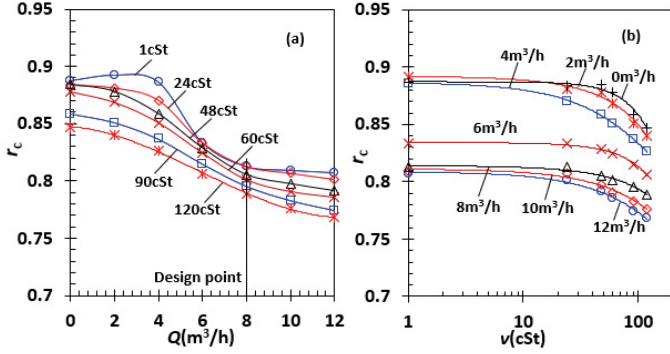 0.95
(a)
1cSt
0.9
24cSt
48cSt
0.85
60cSt
r_c
0.8
90cSt
120cSt
0.75
Design point
0.7
0 2 4 6 8 10 12
Q(m³/h)
0.95
(b)
2m³/h
4m³/h
0m³/h
0.9
0.85
6m³/h
r_c
0.8
8m³/h
10m³/h
12m³/h
0.75
0.7
1 10 100
v(cSt)